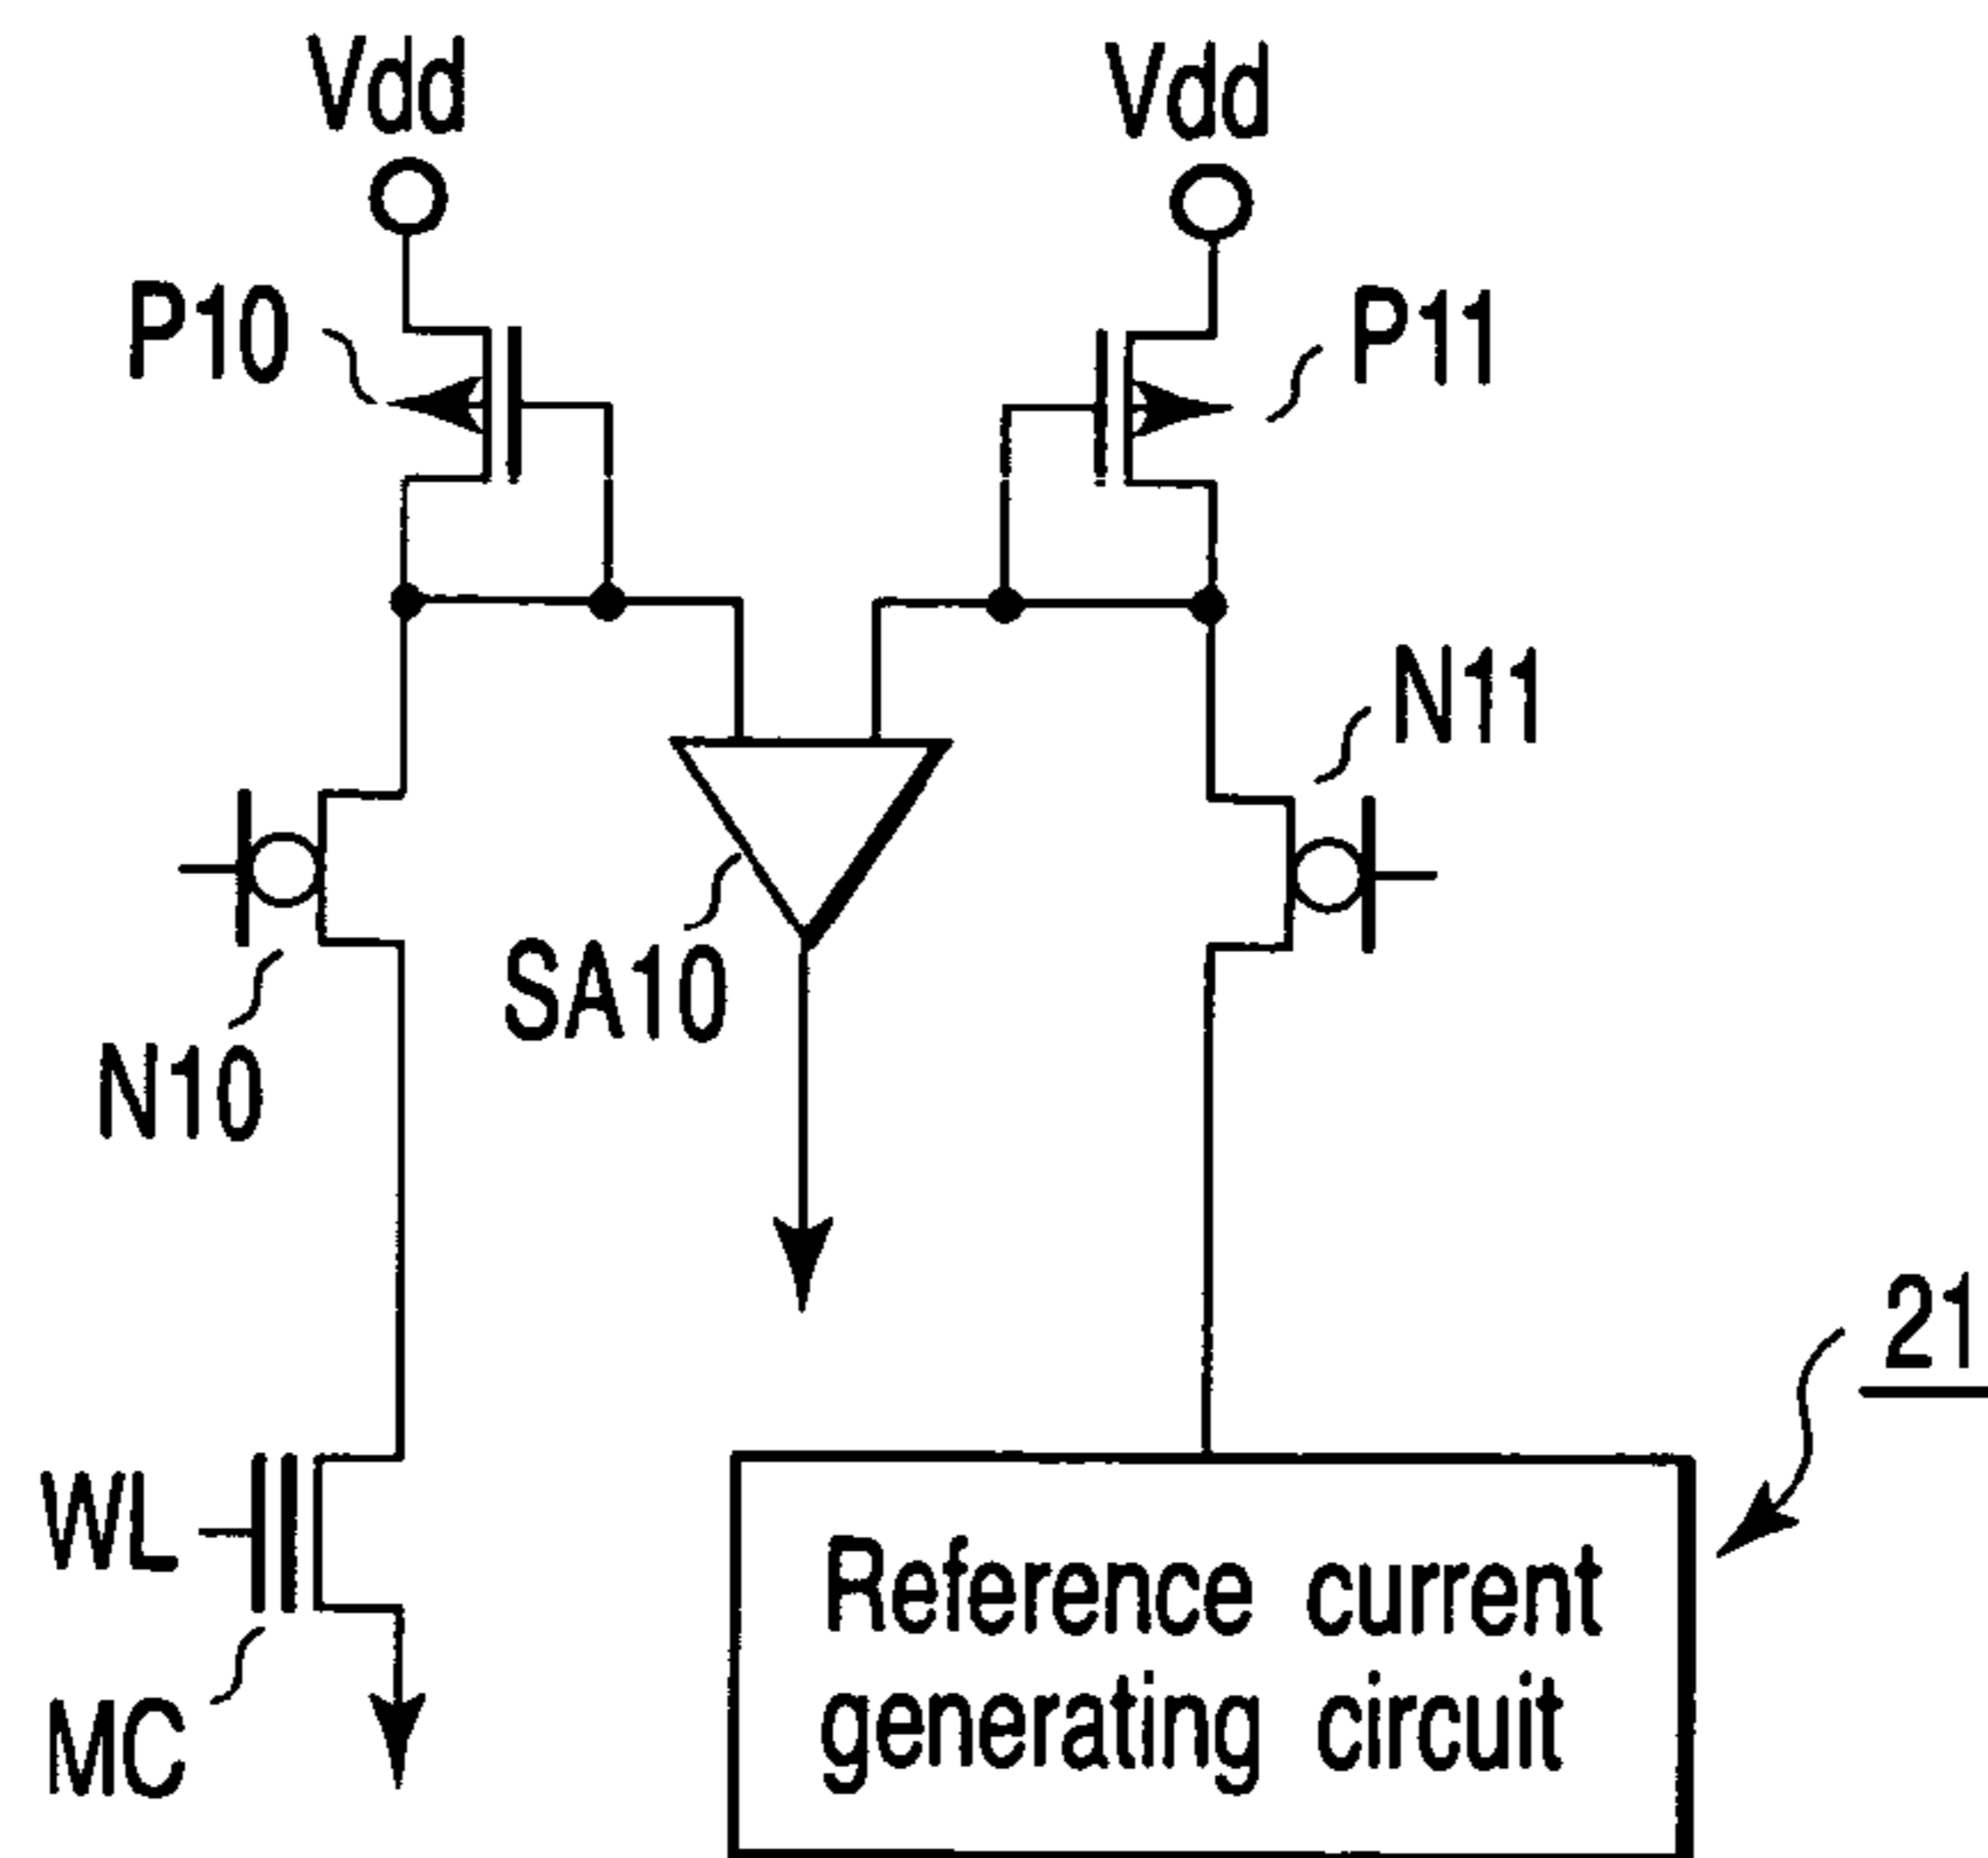 Vdd
Vdd
P10
P11
N11
SA10
N10
21
WL
Reference current
generating circuit
MC